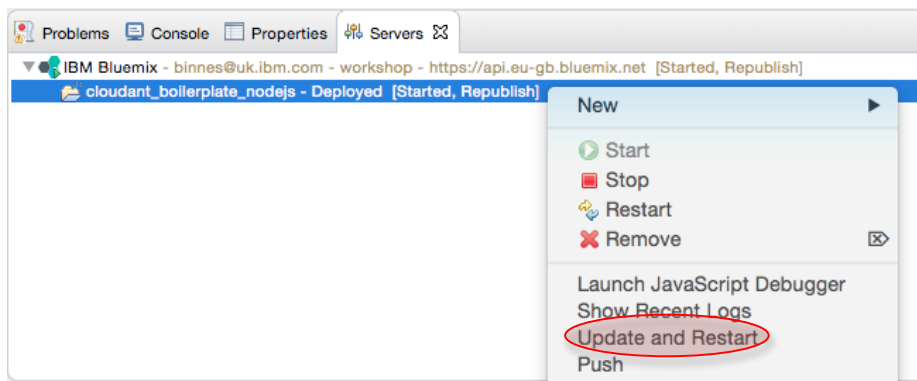 Problems Console Properties Servers
IBM Bluemix - binnes@uk.ibm.com - workshop - https://api.eu-gb.bluemix.net [Started, Republish]
cloudant_boilerplate_nodejs - Deployed [Started, Republish]
New
Start
Stop
Restart
Remove
Launch JavaScript Debugger
Show Recent Logs
Update and Restart
Push